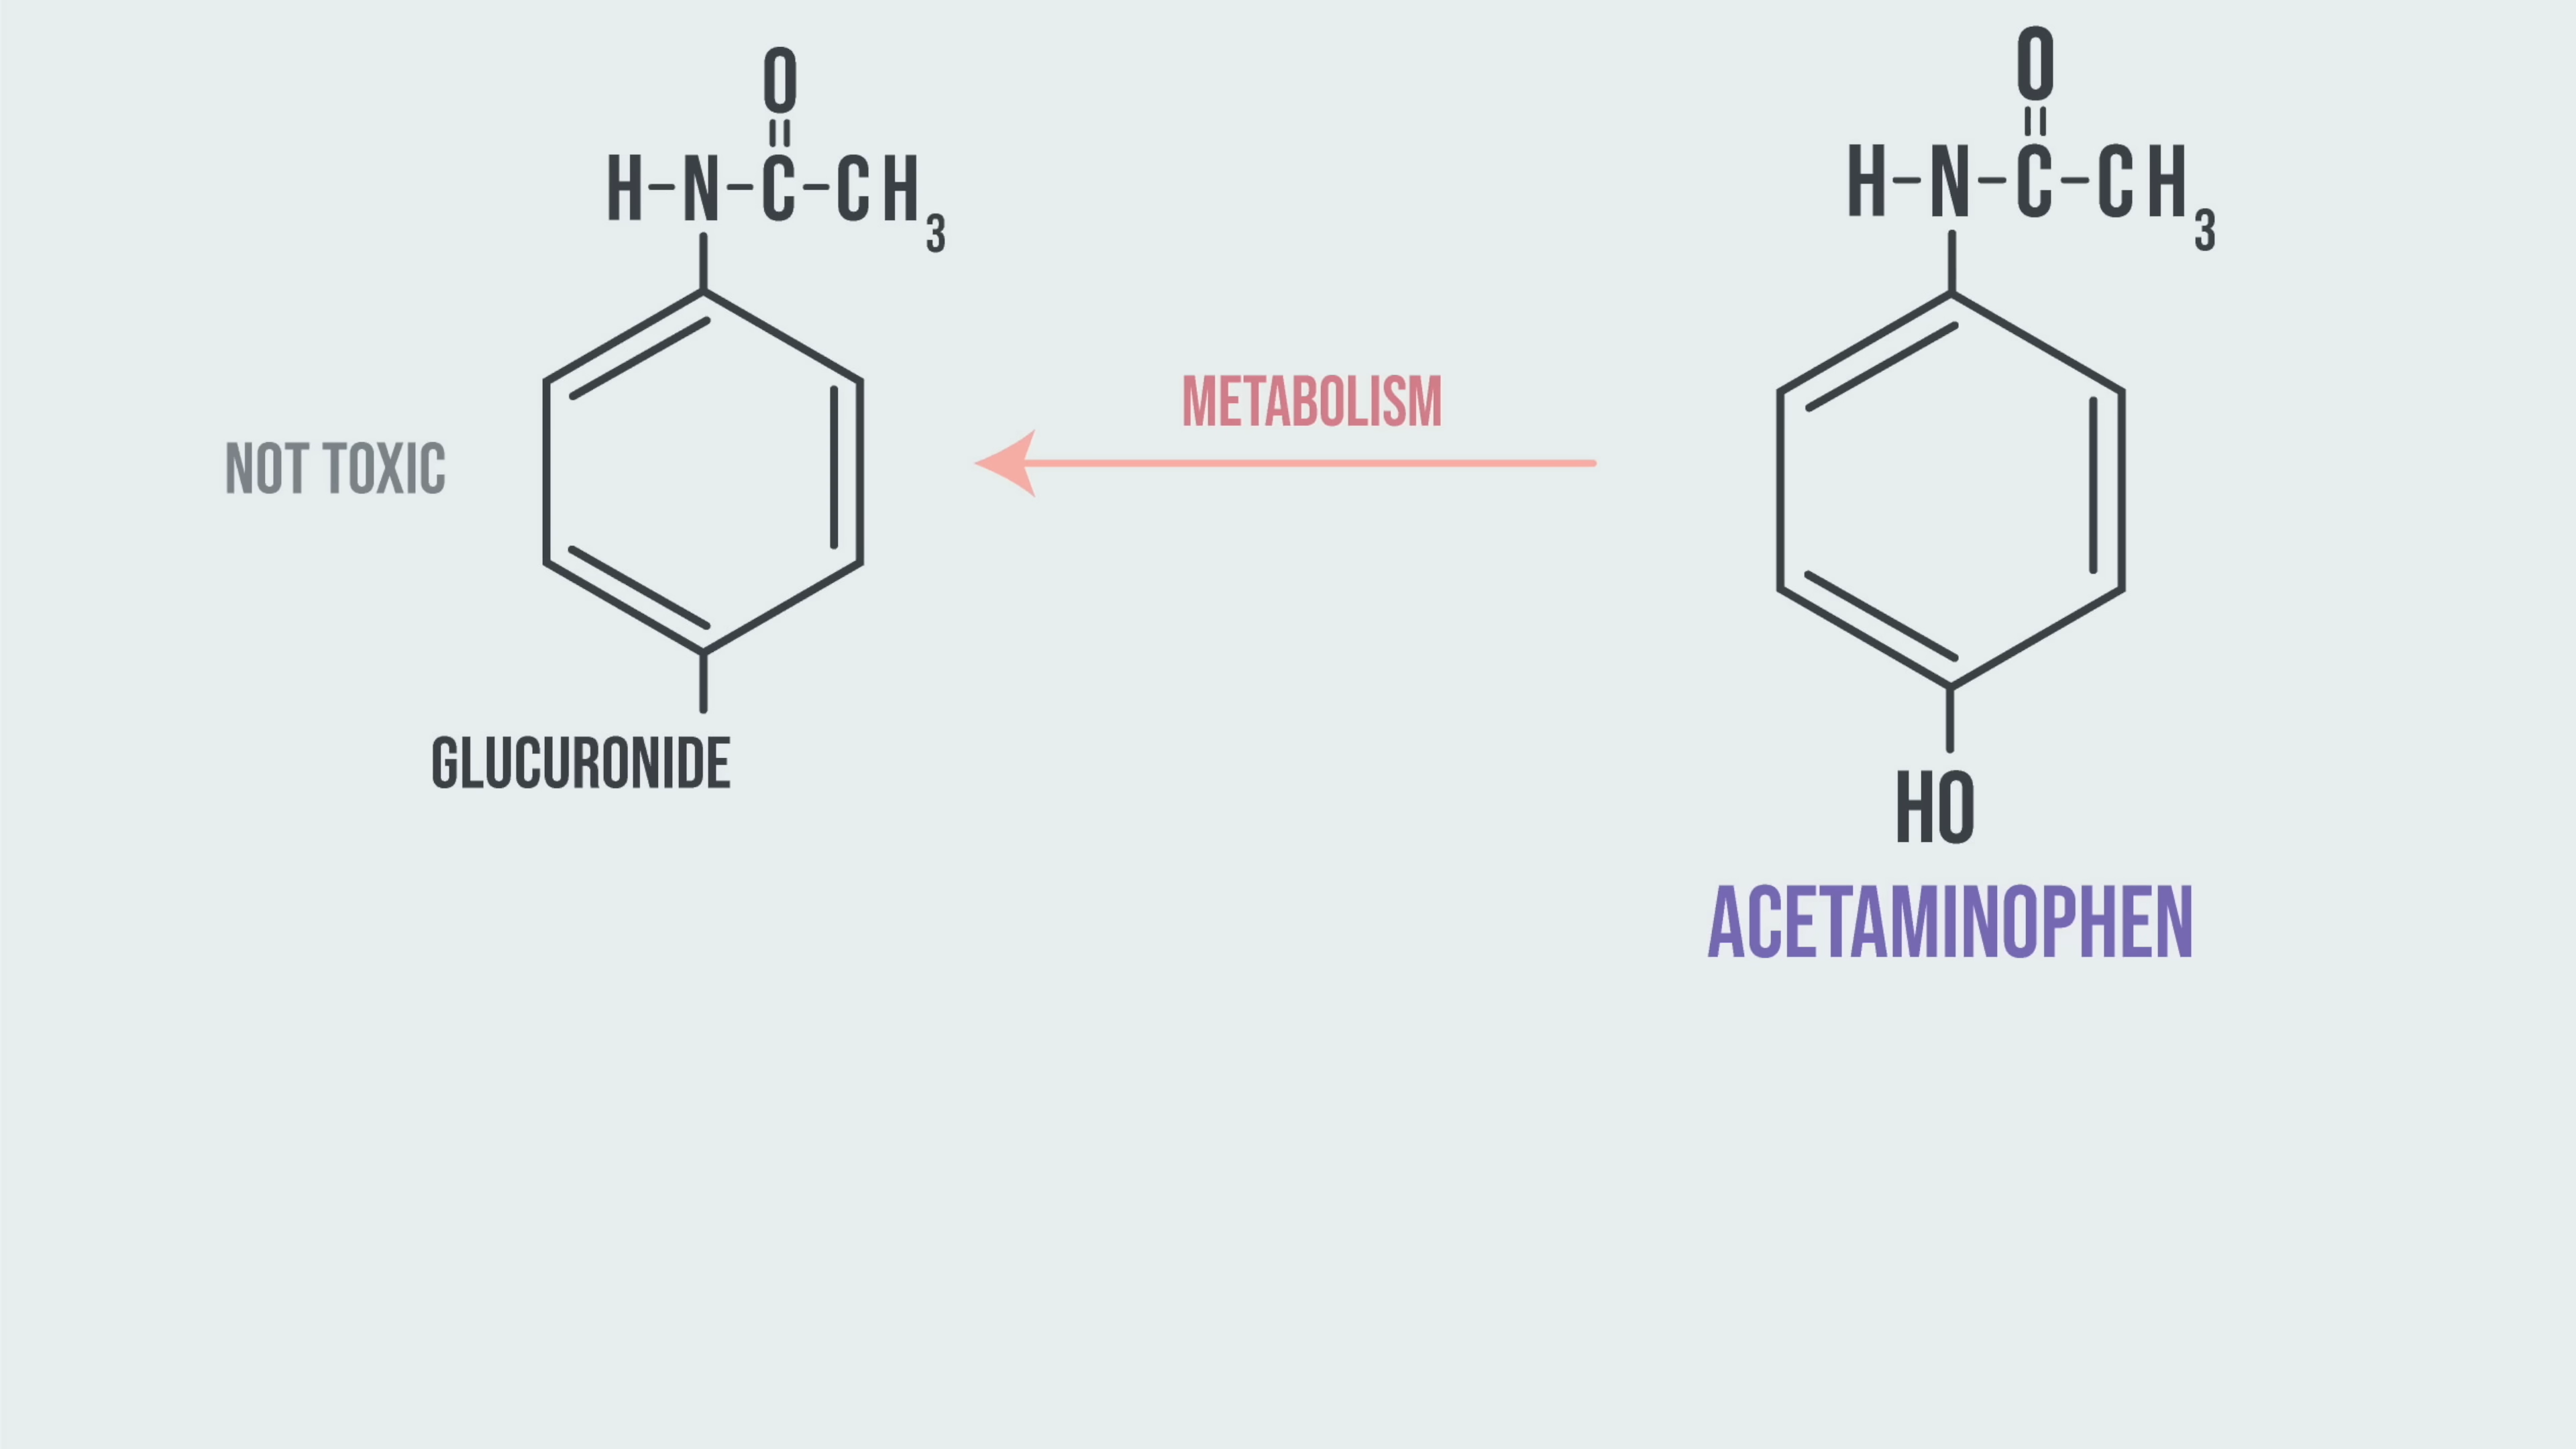 O
H-N-C-CH3
NOT TOXIC
GLUCURONIDE
METABOLISM
O
H-N-C-CH3
HO
ACETAMINOPHEN